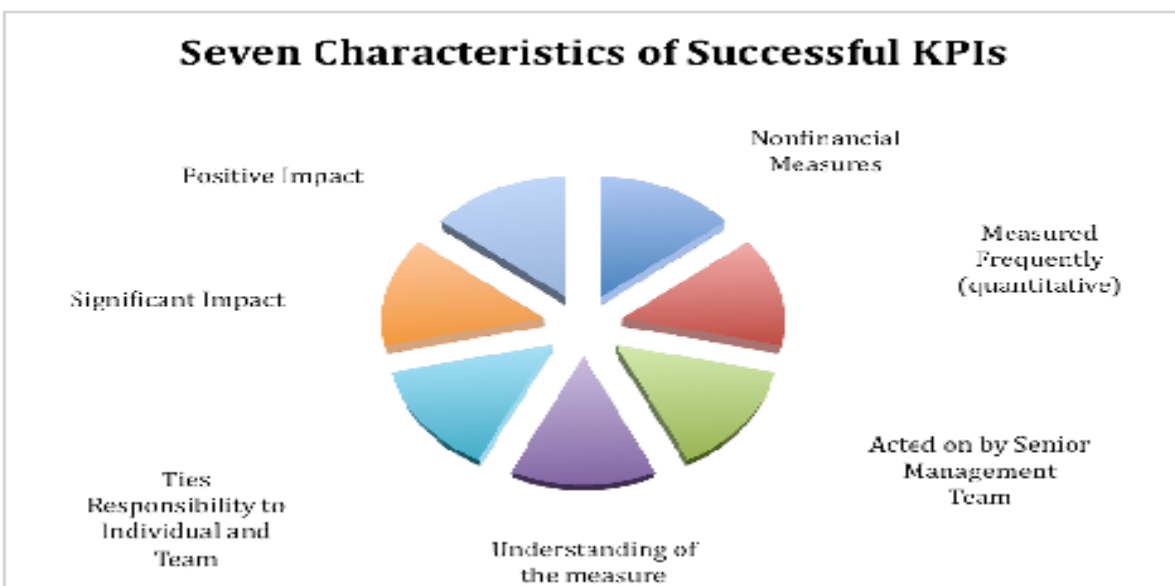 Seven Characteristics of Successful KPIs
Nonfinancial
Measures
Measured
Frequently
(quantitative)
Acted on by Senior
Management
Team
Understanding of
the measure
Ties
Responsibility to
Individual and
Team
Significant Impact
Positive Impact